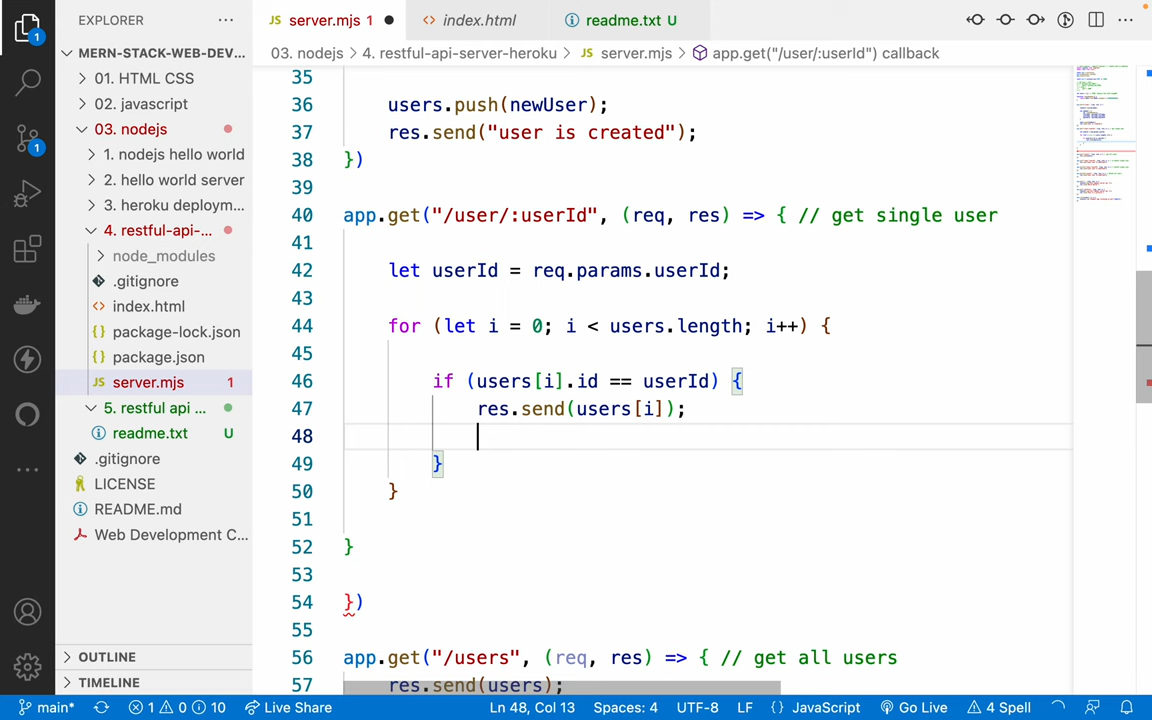 EXPLORER
MERN-STACK-WEB-DEV...
01. HTML CSS
02. javascript
03. nodejs
1. nodejs hello world
2. hello world server
3. heroku deploym...
4. restful-api-...
node_modules
.gitignore
index.html
package-lock.json
package.json
server.mjs 1
5. restful api ...
readme.txt U
.gitignore
LICENSE
README.md
Web Development C...
OUTLINE
TIMELINE
server.mjs 1
index.html
readme.txt U
03. nodejs > 4. restful-api-server-heroku > server.mjs > app.get("/user/:userId") callback
35
36 users.push(newUser);
37 res.send("user is created");
38 })
39
40 app.get("/user/:userId", (req, res) => { // get single user
41
42 let userId = req.params.userId;
43
44 for (let i = 0; i < users.length; i++) {
45
46 if (users[i].id == userId) {
47 res.send(users[i]);
48
49 }
50 }
51
52 }
53
54 })
55
56 app.get("/users", (req, res) => { // get all users
57 res.send(users);
1
1
main* 1 0 10 Live Share Ln 48, Col 13 Spaces: 4 UTF-8 LF {} JavaScript Go Live 4 Spell